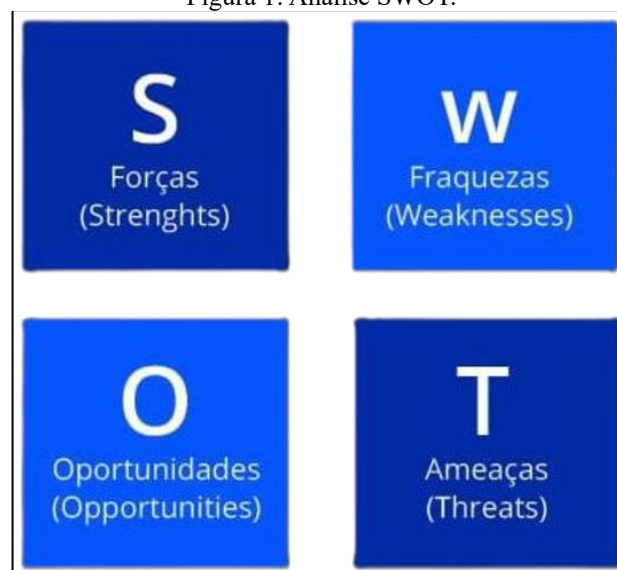 Figura 1: Análise SWOT.
S
Forças
(Strenghts)
W
Fraquezas
(Weaknesses)
O
Oportunidades
(Opportunities)
T
Ameaças
(Threats)